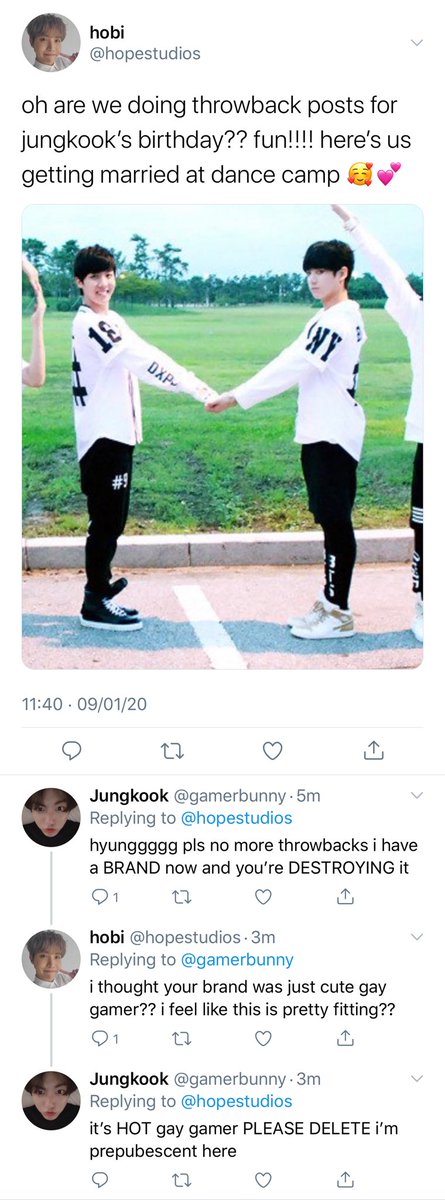 hobi
@hopestudios
oh are we doing throwback posts for
jungkook's birthday?? fun!!!! here's us
getting married at dance camp 🥰💕
#9
11:40 · 09/01/20
Jungkook @gamerbunny · 5m
Replying to @hopestudios
hyunggggg pls no more throwbacks i have
a BRAND now and you're DESTROYING it
1
hobi @hopestudios · 3m
Replying to @gamerbunny
i thought your brand was just cute gay
gamer?? i feel like this is pretty fitting??
1
Jungkook @gamerbunny · 3m
Replying to @hopestudios
it's HOT gay gamer PLEASE DELETE i'm
prepubescent here